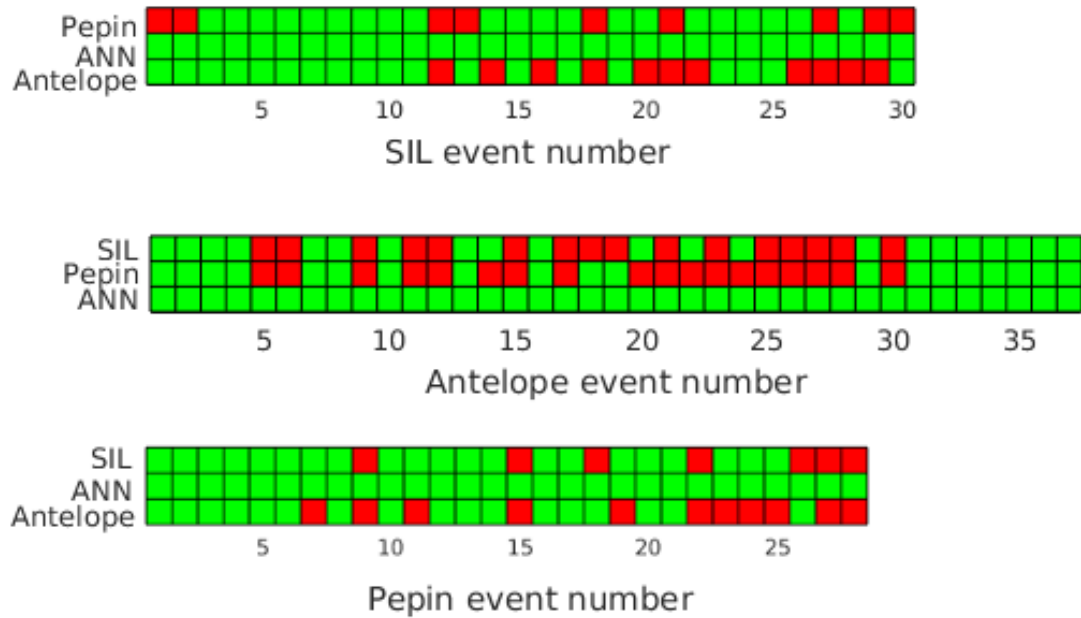 Pepin
ANN
Antelope
5 10 15 20 25 30
SIL event number
SIL
Pepin
ANN
5 10 15 20 25 30 35
Antelope event number
SIL
ANN
Antelope
5 10 15 20 25
Pepin event number